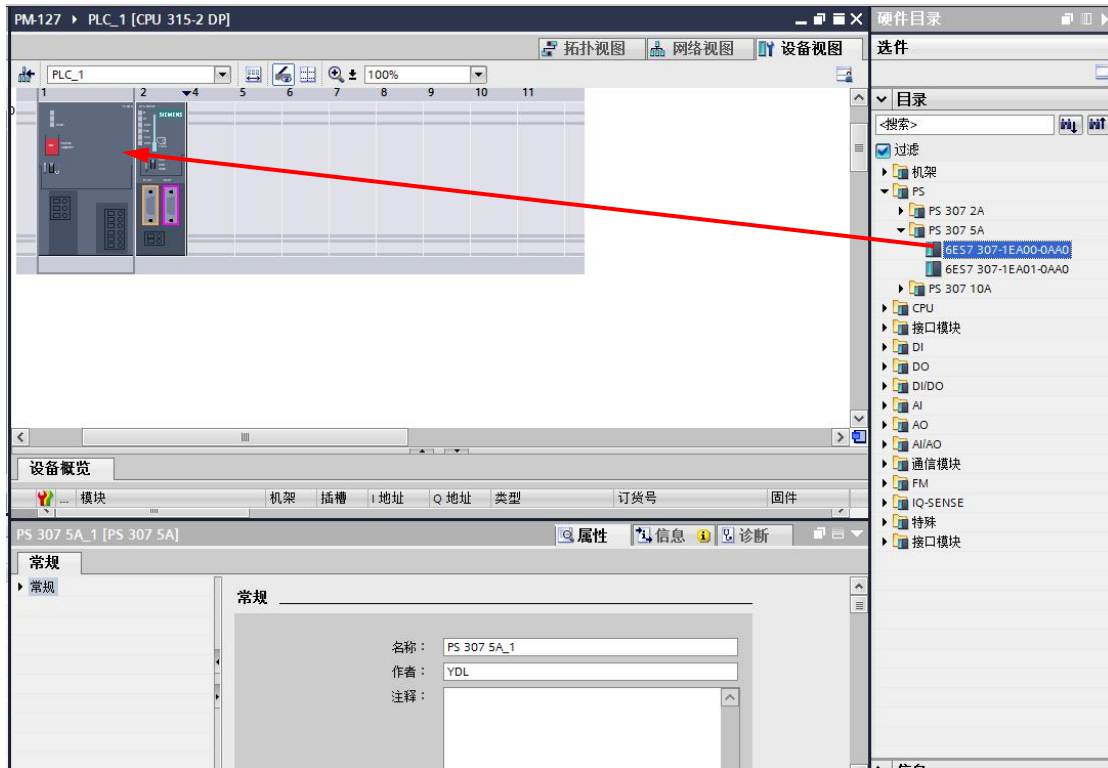 PM-127 ▸ PLC_1 [CPU 315-2 DP]
拓扑视图 网络视图 设备视图
PLC_1 100%
1 2 4 5 6 7 8 9 10 11
SIEMENS
设备概览
... 模块 机架 插槽 I 地址 Q 地址 类型 订货号 固件
PS 307 5A_1 [PS 307 5A] 属性 信息 诊断
常规
常规
常规
名称： PS 307 5A_1
作者： YDL
注释：
硬件目录
选件
目录
<搜索>
过滤
机架
PS
PS 307 2A
PS 307 5A
6ES7 307-1EA00-0AA0
6ES7 307-1EA01-0AA0
PS 307 10A
CPU
接口模块
DI
DO
DI/DO
AI
AO
AI/AO
通信模块
FM
IQ-SENSE
特殊
接口模块